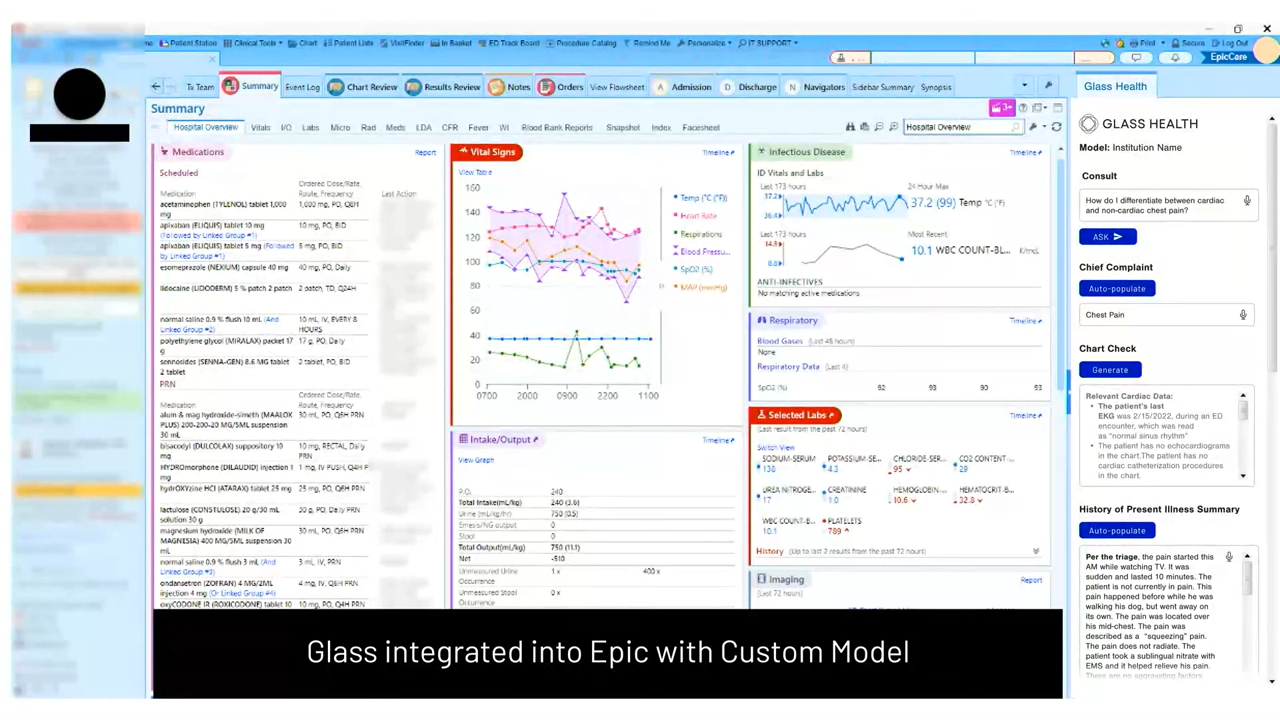 Patient Station Clinical Tools Chart Patient Lists VisitFinder In Basket ED Track Board Procedure Catalog Remind Me Personalize IT SUPPORT Print Secure Log Out
EpicCare
Tx Team Summary Event Log Chart Review Results Review Notes Orders View Flowsheet A Admission D Discharge N Navigators Sidebar Summary Synopsis
Summary
3+
Hospital Overview Vitals I/O Labs Micro Rad Meds LDA CFR Fever WI Blood Bank Reports Snapshot Index Facesheet
Hospital Overview
Medications Report
Scheduled
Medication
Ordered Dose/Rate, Route, Frequency
Last Action
acetaminophen (TYLENOL) tablet 1,000 mg
1,000 mg, PO, Q8H
apixaban (ELIQUIS) tablet 10 mg
10 mg, PO, BID
(Followed by Linked Group #1)
apixaban (ELIQUIS) tablet 5 mg (Followed by Linked Group #1)
5 mg, PO, BID
esomeprazole (NEXIUM) capsule 40 mg
40 mg, PO, Daily
lidocaine (LIDODERM) 5 % patch 2 patch
2 patch, TD, Q24H
normal saline 0.9 % flush 10 mL (And Linked Group #2)
10 mL, IV, EVERY 8 HOURS
polyethylene glycol (MIRALAX) packet 17 g
17 g, PO, Daily
sennosides (SENNA-GEN) 8.6 MG tablet 2 tablet
2 tablet, PO, BID
PRN
Medication
Ordered Dose/Rate, Route, Frequency
Last Action
alum & mag hydroxide-simeth (MAALOX PLUS) 200-200-20 MG/5ML suspension 30 mL
30 mL, PO, Q6H PRN
bisacodyl (DULCOLAX) suppository 10 mg
10 mg, RECTAL, Daily PRN
HYDROmorphone (DILAUDID) injection 1 mg
1 mg, IV PUSH, Q4H P
hydrOXYzine HCl (ATARAX) tablet 25 mg
25 mg, PO, Q6H PRN
lactulose (CONSTULOSE) 20 g/30 mL solution 30 g
30 g, PO, Daily PRN
magnesium hydroxide (MILK OF MAGNESIA) 400 MG/5ML suspension 30 mL
30 mL, PO, Daily PRN
normal saline 0.9 % flush 3 mL (And Linked Group #3)
3 mL, IV, PRN
ondansetron (ZOFRAN) 4 MG/2ML injection 4 mg (Or Linked Group #4)
4 mg, IV, Q6H PRN
oxyCODONE IR (ROXICODONE) tablet 10
10 mg, PO, Q4H PRN
Vital Signs Timeline
View Table
160
140
120
100
80
60
40
20
0
0700 2000 0900 2200 1100
Temp (°C (°F))
Heart Rate
Respirations
Blood Pressu...
SpO2 (%)
MAP (mmHg)
Intake/Output Timeline
View Graph
P.O. 240
Total Intake(mL/kg) 240 (3.6)
Urine (mL/kg/hr) 750 (0.5)
Emesis/NG output 0
Stool 0
Total Output(mL/kg) 750 (11.1)
Net -510
Unmeasured Urine Occurrence 1 x 400 x
Unmeasured Stool Occurrence 0 x
Infectious Disease Timeline
ID Vitals and Labs
Last 173 hours 24 Hour Max
37.2
36.4
37.2 (99) Temp °C (°F)
Last 173 hours Most Recent
14.8
8.8
10.1 WBC COUNT-BL...
ANTI-INFECTIVES
No matching active medications
Respiratory Timeline
Blood Gases (Last 48 hours)
None
Respiratory Data (Last 4)
SpO2 (%) 92 93 90 93
Selected Labs Timeline
(Last result from the past 72 hours)
Switch View
SODIUM-SERUM POTASSIUM-SE... CHLORIDE-SER... CO2 CONTENT-...
138 4.3 95 29
UREA NITROGE... CREATININE HEMOGLOBIN-... HEMATOCRIT-B...
17 1.0 10.6 32.8
WBC COUNT-B... PLATELETS
10.1 789
History (Up to last 2 results from the past 72 hours)
Imaging Report
(Last 72 hours)
Glass Health
GLASS HEALTH
Model: Institution Name
Consult
How do I differentiate between cardiac
and non-cardiac chest pain?
ASK
Chief Complaint
Auto-populate
Chest Pain
Chart Check
Generate
Relevant Cardiac Data:
• The patient's last
EKG was 2/15/2022, during an ED
encounter, which was read
as "normal sinus rhythm"
• The patient has no echocardiograms
in the chart.The patient has no
cardiac catheterization procedures
in the chart.
History of Present Illness Summary
Auto-populate
Per the triage, the pain started this
AM while watching TV. It was
sudden and lasted 10 minutes. The
patient is not currently in pain. This
pain happened before while he was
walking his dog, but went away on
its own. The pain was located over
his mid-chest. The pain was
described as a "squeezing" pain.
The pain does not radiate. The
patient took a sublingual nitrate with
EMS and it helped relieve his pain.
There are no aggravating factors.
Glass integrated into Epic with Custom Model